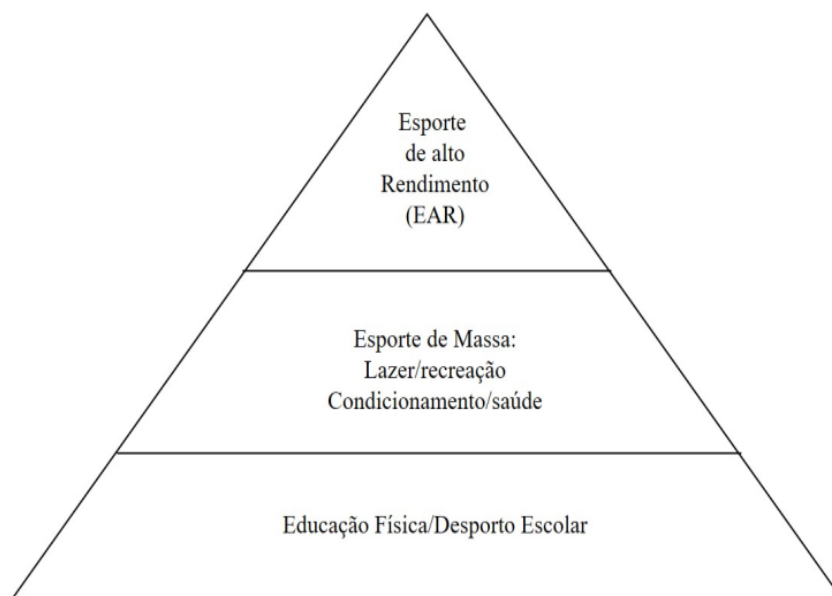 Esporte
de alto
Rendimento
(EAR)
Esporte de Massa:
Lazer/recreação
Condicionamento/saúde
Educação Física/Desporto Escolar